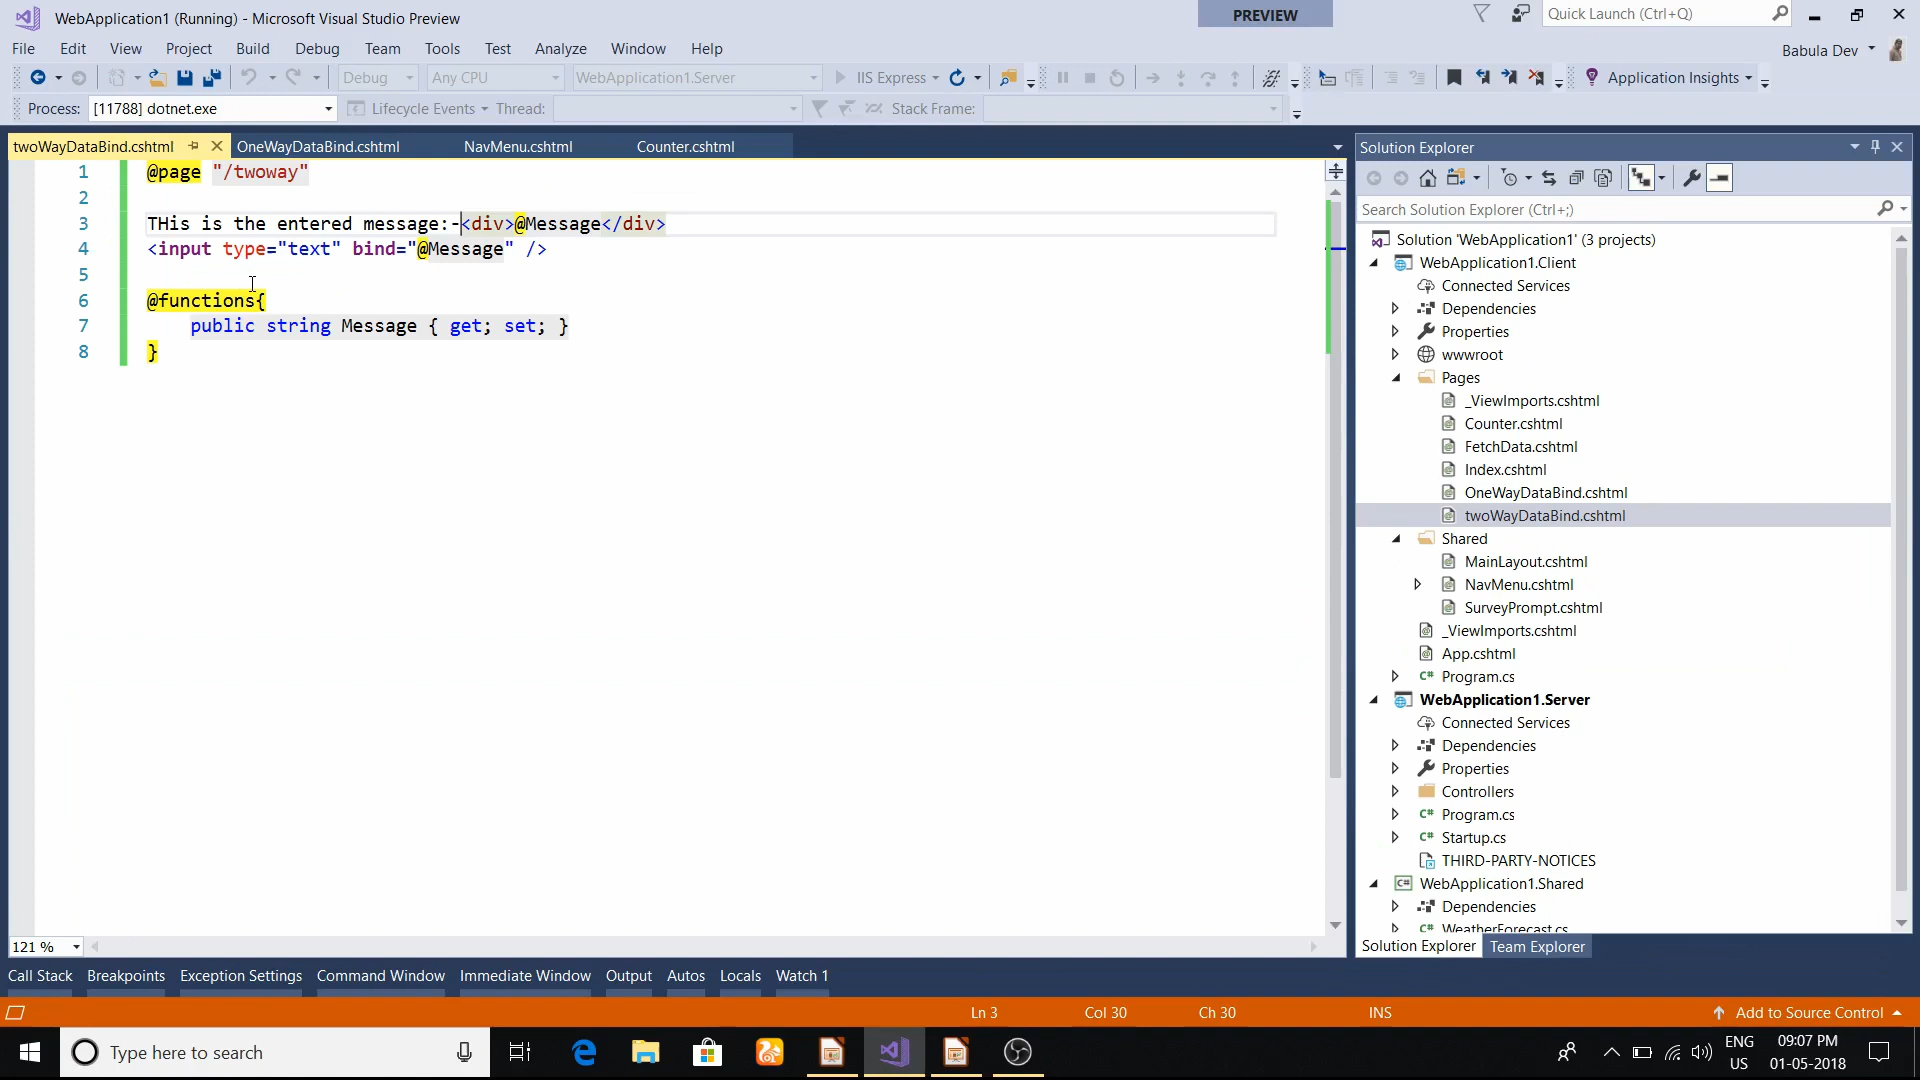 WebApplication1 (Running) - Microsoft Visual Studio Preview
PREVIEW
Quick Launch (Ctrl+Q)
File Edit View Project Build Debug Team Tools Test Analyze Window Help
Babula Dev
Debug Any CPU WebApplication1.Server IIS Express Application Insights
Process: [11788] dotnet.exe Lifecycle Events Thread: Stack Frame:
twoWayDataBind.cshtml OneWayDataBind.cshtml NavMenu.cshtml Counter.cshtml
1 @page "/twoway"
2
3 THis is the entered message:-<div>@Message</div>
4 <input type="text" bind="@Message" />
5
6 @functions{
7 public string Message { get; set; }
8 }
121 %
Solution Explorer
Search Solution Explorer (Ctrl+;)
Solution 'WebApplication1' (3 projects)
WebApplication1.Client
Connected Services
Dependencies
Properties
wwwroot
Pages
_ViewImports.cshtml
Counter.cshtml
FetchData.cshtml
Index.cshtml
OneWayDataBind.cshtml
twoWayDataBind.cshtml
Shared
MainLayout.cshtml
NavMenu.cshtml
SurveyPrompt.cshtml
_ViewImports.cshtml
App.cshtml
C# Program.cs
WebApplication1.Server
Connected Services
Dependencies
Properties
Controllers
C# Program.cs
C# Startup.cs
THIRD-PARTY-NOTICES
C# WebApplication1.Shared
Dependencies
C# WeatherForecast.cs
Solution Explorer Team Explorer
Call Stack Breakpoints Exception Settings Command Window Immediate Window Output Autos Locals Watch 1
Ln 3 Col 30 Ch 30 INS Add to Source Control
Type here to search
ENG
US
09:07 PM
01-05-2018